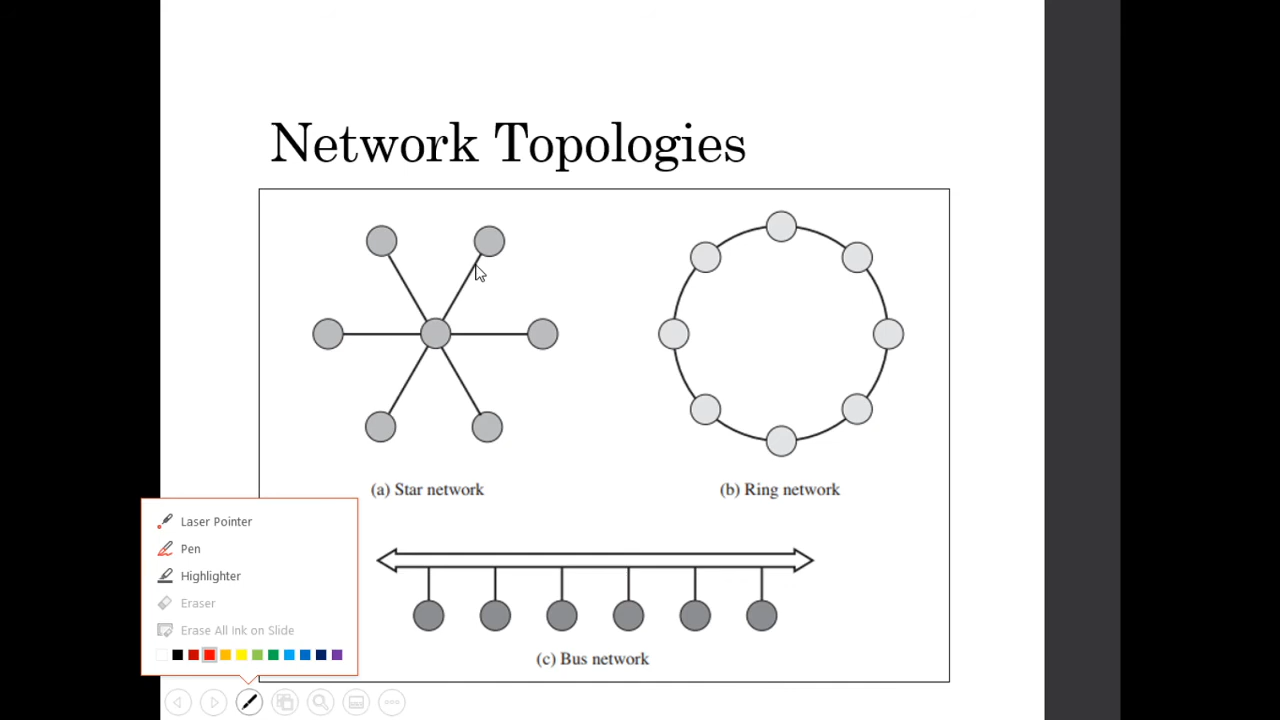 Network Topologies
(a) Star network
(b) Ring network
Laser Pointer
Pen
Highlighter
Eraser
Erase All Ink on Slide
(c) Bus network